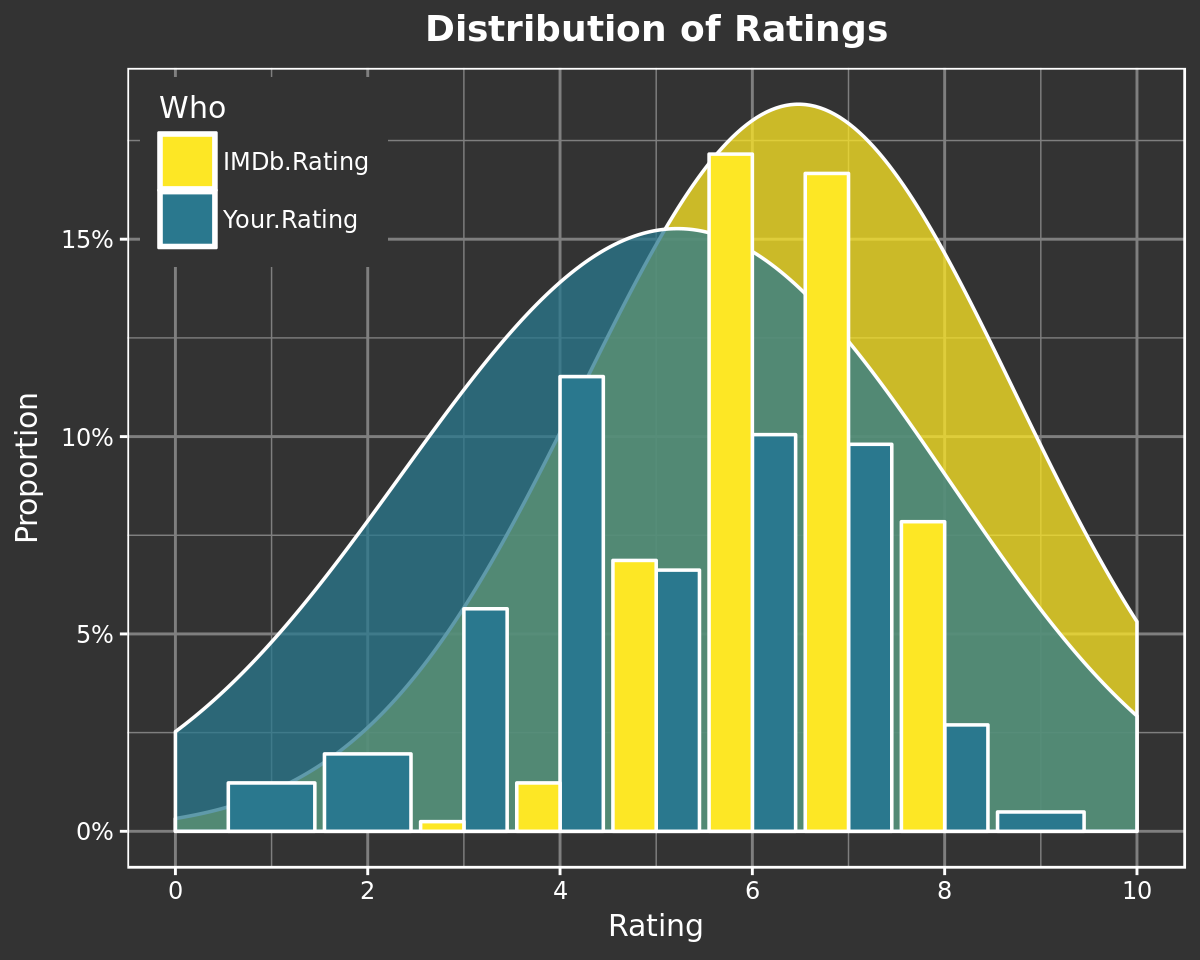 Distribution of Ratings
Who
IMDb.Rating
Your.Rating
Proportion
15%
10%
5%
0%
0 2 4 6 8 10
Rating